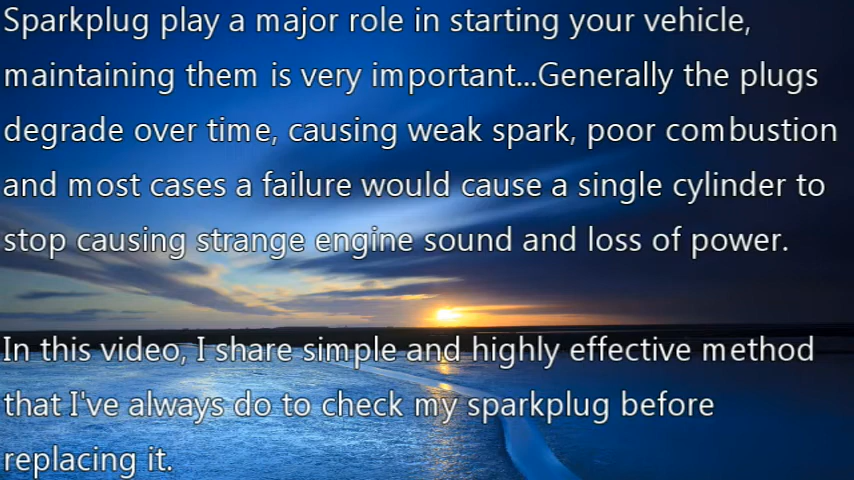 Sparkplug play a major role in starting your vehicle,
maintaining them is very important...Generally the plugs
degrade over time, causing weak spark, poor combustion
and most cases a failure would cause a single cylinder to
stop causing strange engine sound and loss of power.
In this video, I share simple and highly effective method
that I've always do to check my sparkplug before
replacing it.